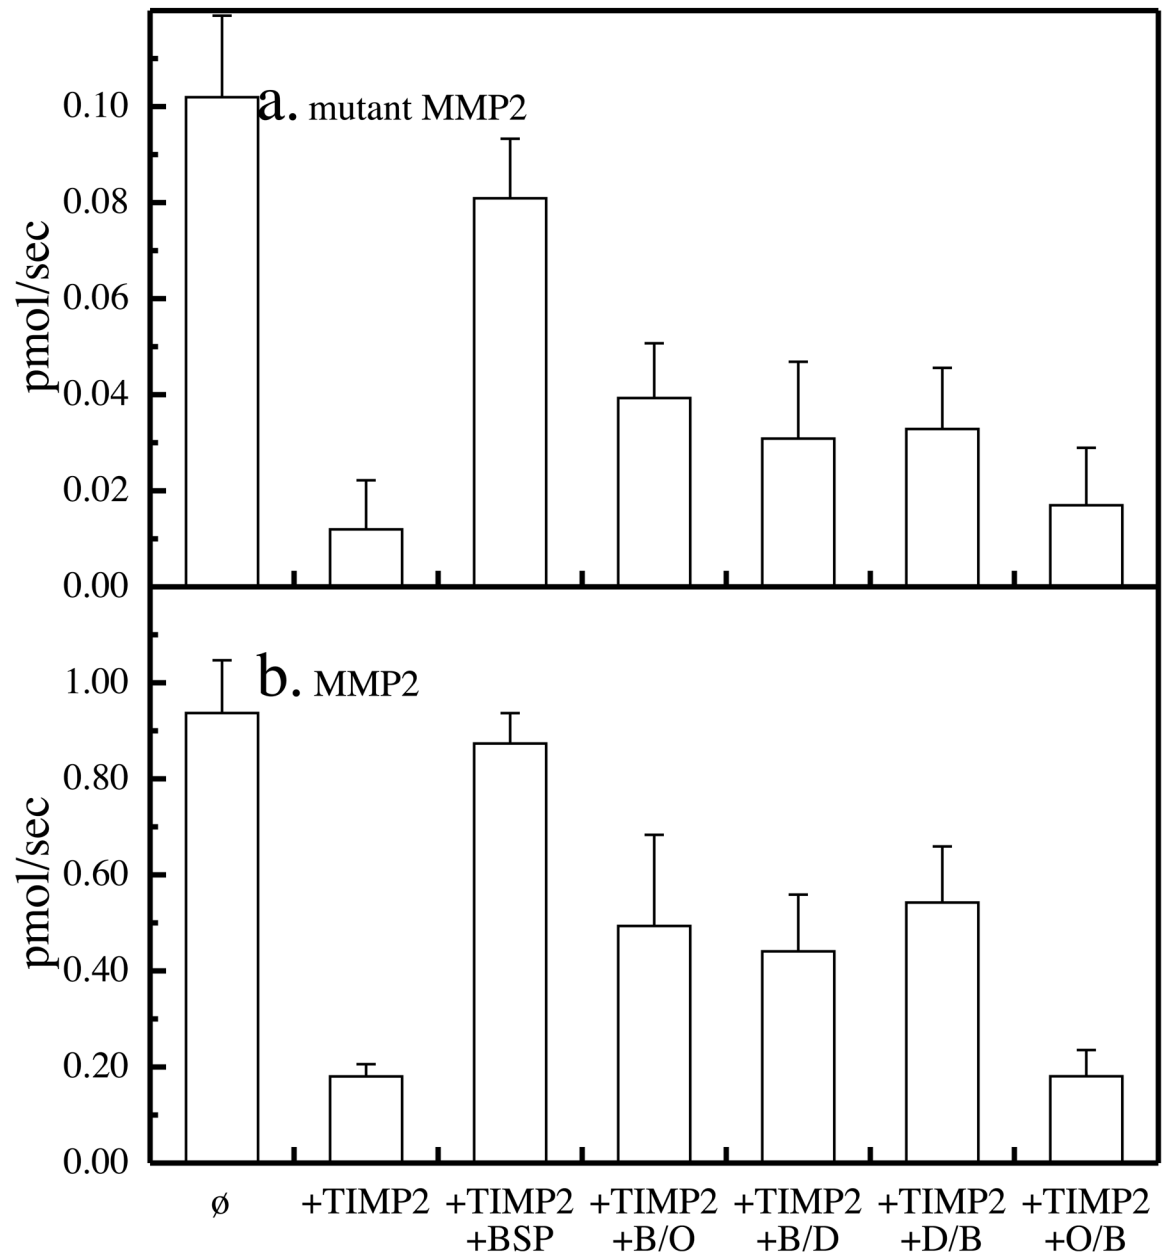 a. mutant MMP2
0.10
0.08
0.06
0.04
0.02
0.00
pmol/sec
b. MMP2
1.00
0.80
0.60
0.40
0.20
0.00
pmol/sec
ø +TIMP2 +TIMP2 +TIMP2 +TIMP2 +TIMP2 +TIMP2
+BSP +B/O +B/D +D/B +O/B